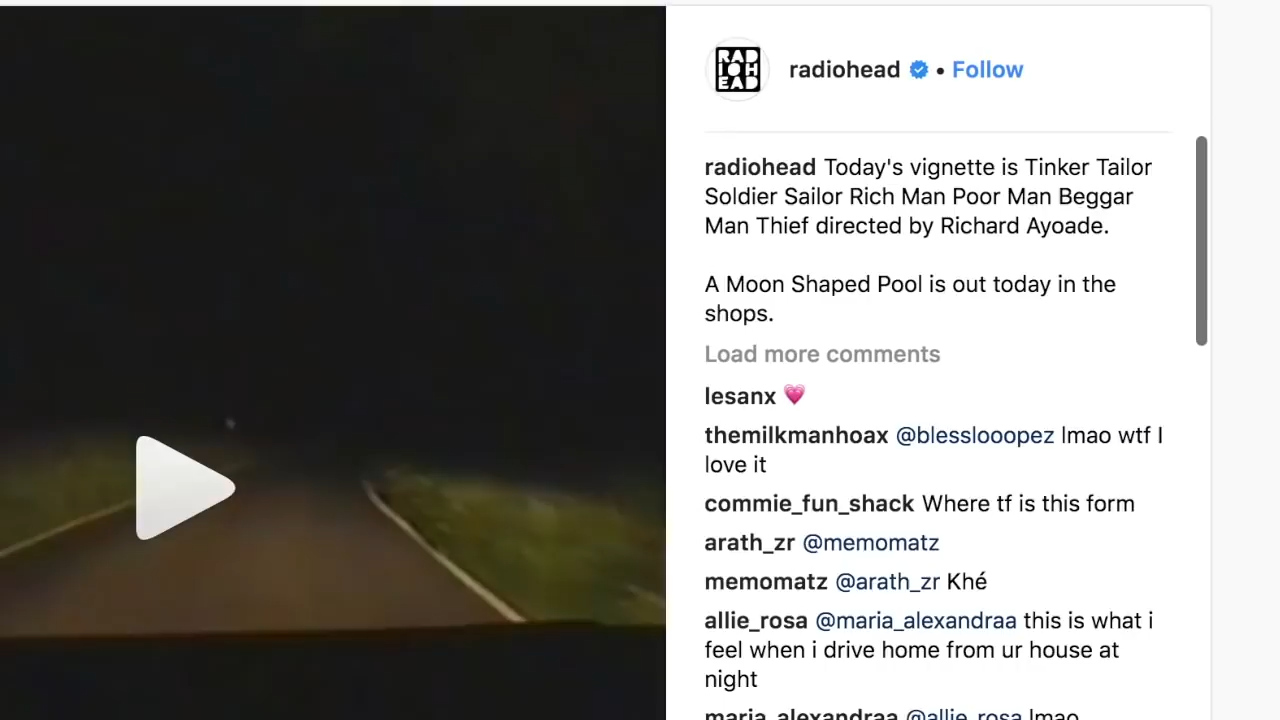 RAD
IOH
EAD
radiohead • Follow
radiohead Today's vignette is Tinker Tailor
Soldier Sailor Rich Man Poor Man Beggar
Man Thief directed by Richard Ayoade.
A Moon Shaped Pool is out today in the
shops.
Load more comments
lesanx 💗
themilkmanhoax @blesslooopez lmao wtf I
love it
commie_fun_shack Where tf is this form
arath_zr @memomatz
memomatz @arath_zr Khé
allie_rosa @maria_alexandraa this is what i
feel when i drive home from ur house at
night
maria_alexandraa @allie_rosa lmao